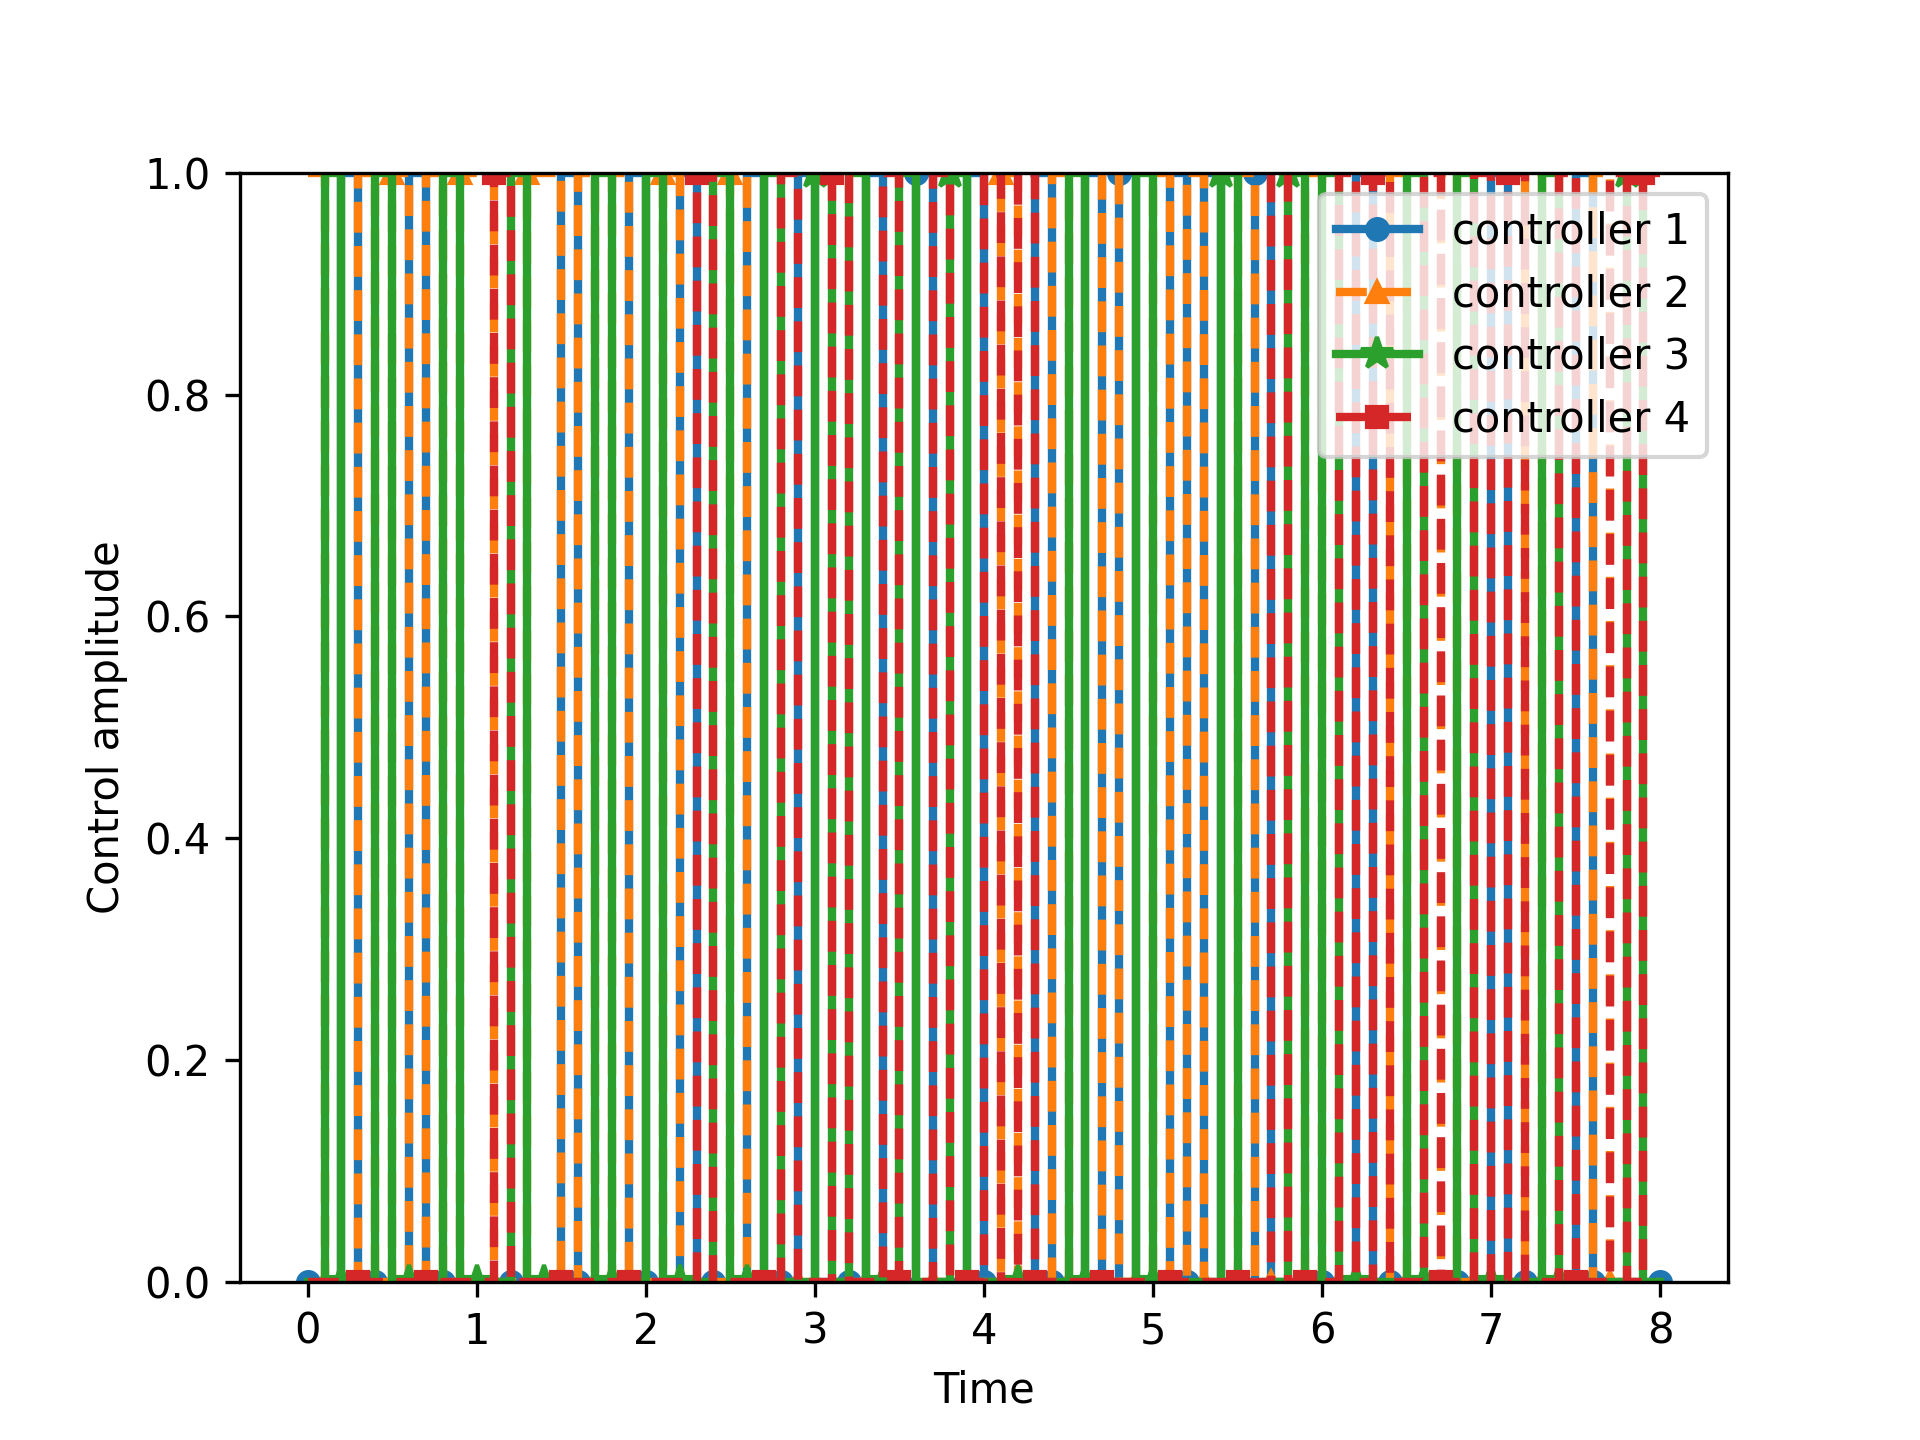 1.0
0.8
0.6
0.4
0.2
0.0
Control amplitude
0 1 2 3 4 5 6 7 8
Time
controller 1
controller 2
controller 3
controller 4